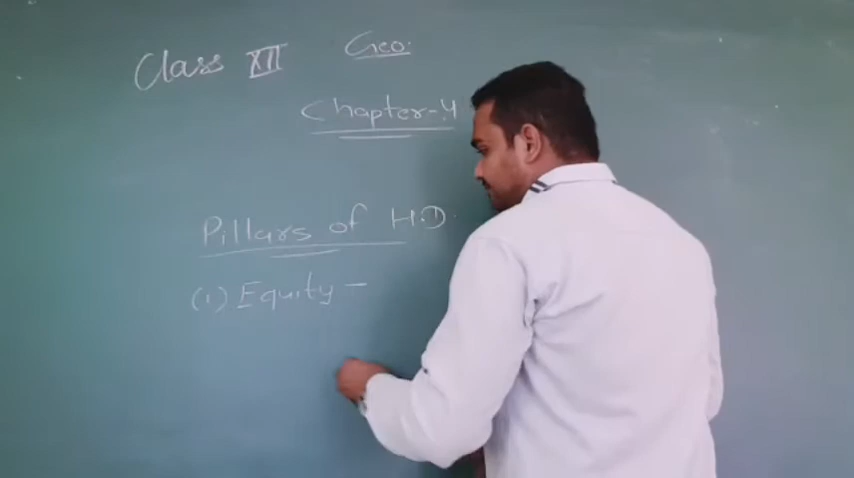 Class XII Geo.
Chapter-4
Pillars of H.D.
(1) Equity -